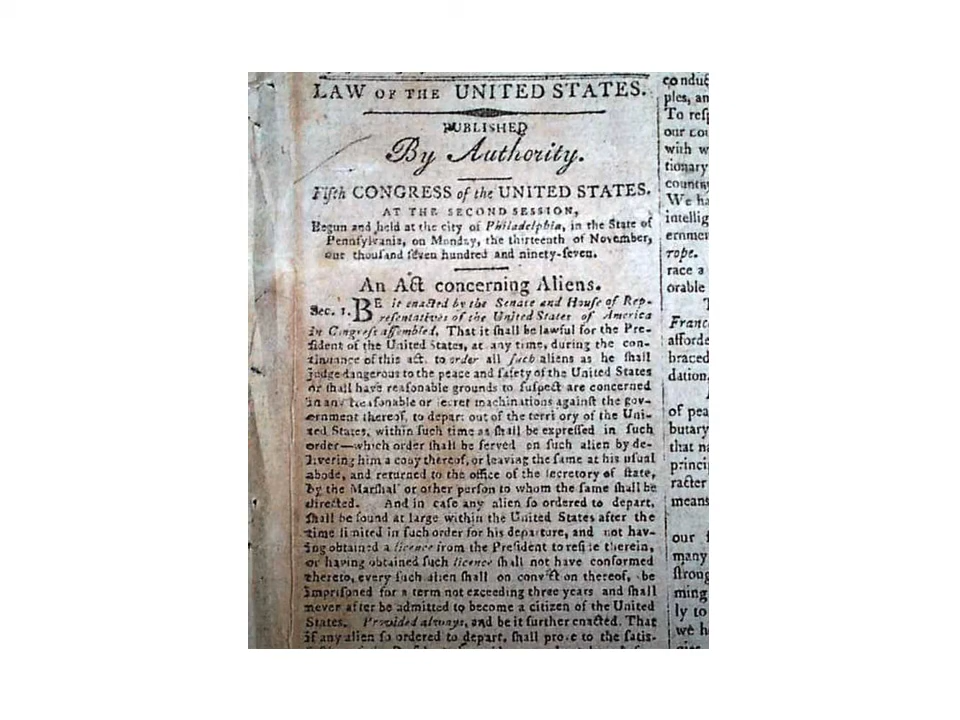 LAW OF THE UNITED STATES.
PUBLISHED
By Authority.
Fifth CONGRESS of the UNITED STATES.
AT THE SECOND SESSION,
Begun and held at the city of Philadelphia, in the State of
Pennſylvania, on Monday, the thirteenth of November,
one thouſand ſeven hundred and ninety-ſeven.
An Act concerning Aliens.
Sec. 1. BE it enacted by the Senate and Houſe of Rep-
reſentatives of the United States of America
in Congreſs aſſembled, That it ſhall be lawful for the Pre-
ſident of the United States, at any time, during the con-
tinuance of this act, to order all ſuch aliens as he ſhall
judge dangerous to the peace and ſafety of the United States
or ſhall have reaſonable grounds to ſuſpect are concerned
in any treaſonable or ſecret machinations againſt the gov-
ernment thereof, to depart out of the terri ory of the Uni-
ted States, within ſuch time as ſhall be expreſſed in ſuch
order—which order ſhall be ſerved on ſuch alien by de-
livering him a copy thereof, or leaving the ſame at his uſual
abode, and returned to the office of the ſecretary of ſtate,
by the Marſhal or other perſon to whom the ſame ſhall be
directed. And in caſe any alien ſo ordered to depart,
ſhall be found at large within the United States after the
time limited in ſuch order for his departure, and not hav-
ing obtained a licence from the Preſident to reſide therein,
or having obtained ſuch licence ſhall not have conformed
thereto, every ſuch alien ſhall on conviction thereof, be
impriſoned for a term not exceeding three years and ſhall
never after be admitted to become a citizen of the United
States. Provided always, and be it further enacted. That
if any alien ſo ordered to depart, ſhall prove to the ſatis-
conduc
ples, an
To reſp
our cou
with w
tionary
country
We ha
intellig
ernmen
rope.
race a
orable
T
Franc
afforde
braced
dation,
of pea
butary
that na
princi
racter
means
our f
many
ſtrong
ming
ly to
we h